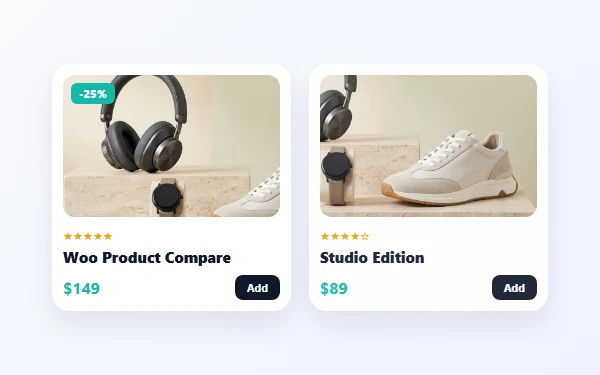 -25%
★★★★★
Woo Product Compare
$149
Add
★★★★☆
Studio Edition
$89
Add